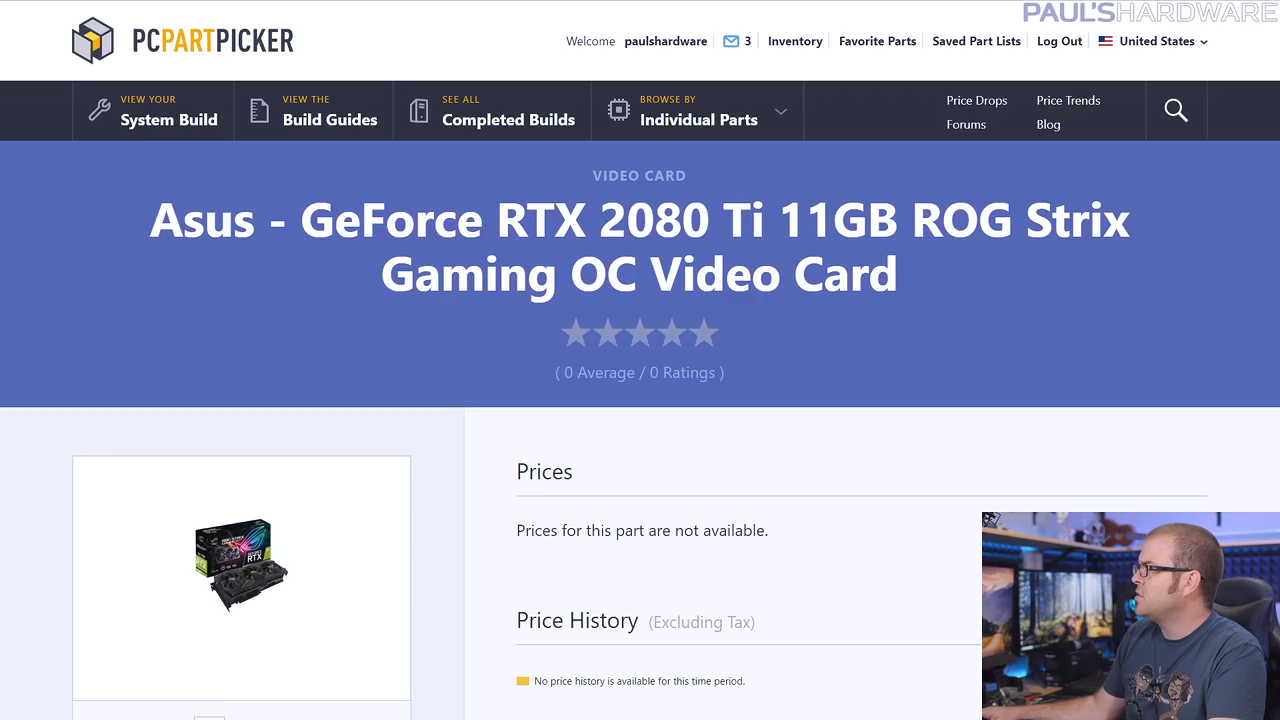 PAUL'SHARDWARE
PCPARTPICKER
Welcome paulshardware 3 Inventory Favorite Parts Saved Part Lists Log Out United States
VIEW YOUR
System Build
VIEW THE
Build Guides
SEE ALL
Completed Builds
BROWSE BY
Individual Parts
Price Drops Price Trends
Forums Blog
VIDEO CARD
Asus - GeForce RTX 2080 Ti 11GB ROG Strix
Gaming OC Video Card
( 0 Average / 0 Ratings )
Prices
Prices for this part are not available.
Price History (Excluding Tax)
No price history is available for this time period.
RTX